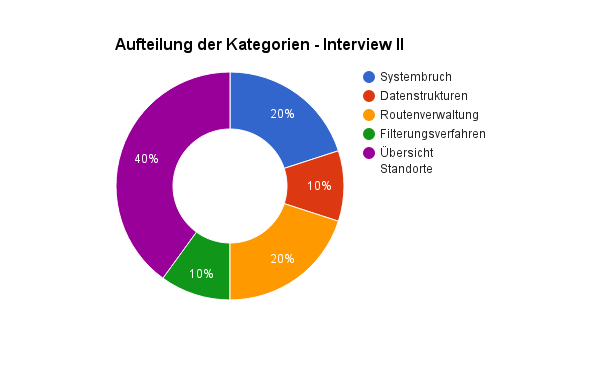 Aufteilung der Kategorien - Interview II
Systembruch
Datenstrukturen
Routenverwaltung
Filterungsverfahren
Übersicht
Standorte
20%
10%
20%
10%
40%